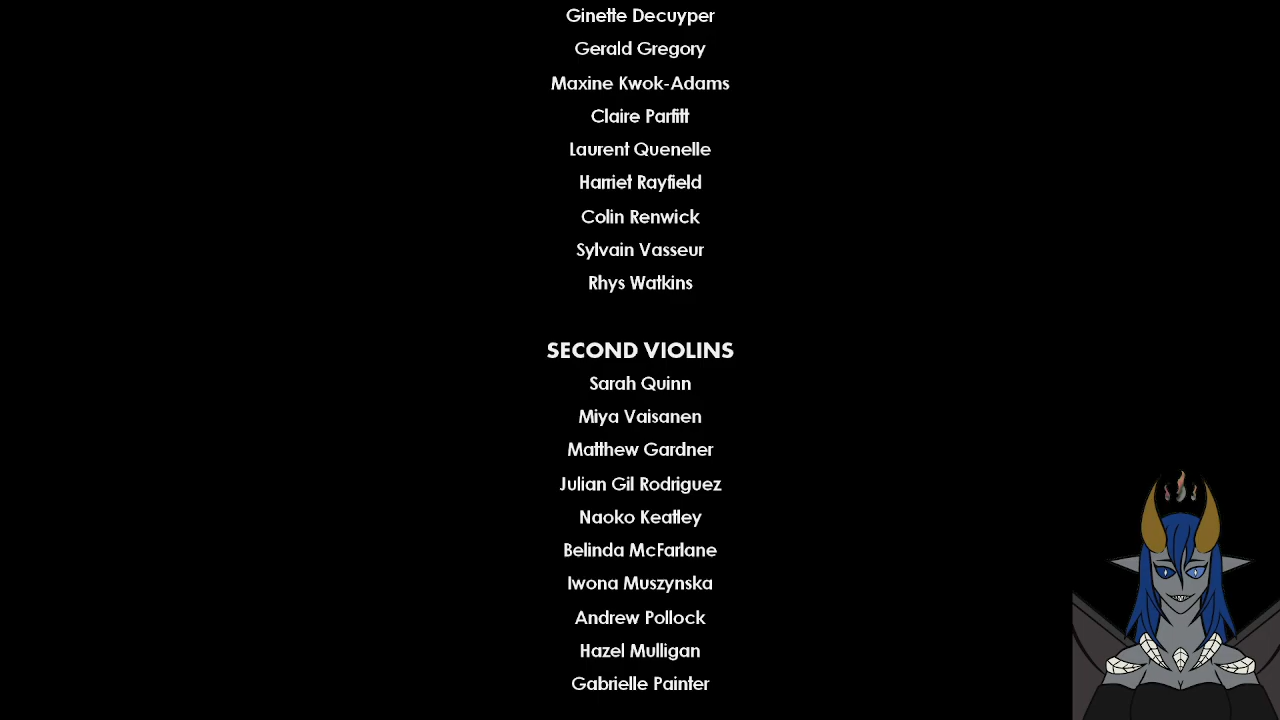 Ginette Decuyper
Gerald Gregory
Maxine Kwok-Adams
Claire Parfitt
Laurent Quenelle
Harriet Rayfield
Colin Renwick
Sylvain Vasseur
Rhys Watkins
SECOND VIOLINS
Sarah Quinn
Miya Vaisanen
Matthew Gardner
Julian Gil Rodriguez
Naoko Keatley
Belinda McFarlane
Iwona Muszynska
Andrew Pollock
Hazel Mulligan
Gabrielle Painter